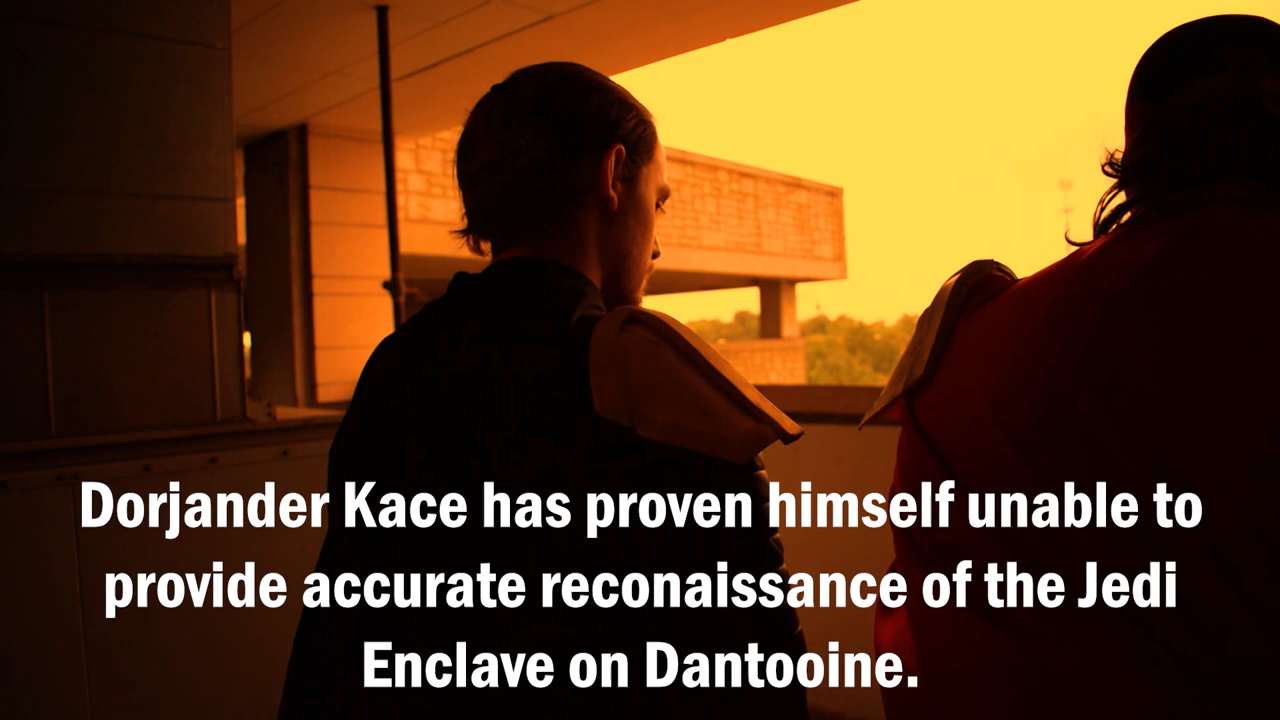 Dorjander Kace has proven himself unable to
provide accurate reconaissance of the Jedi
Enclave on Dantooine.